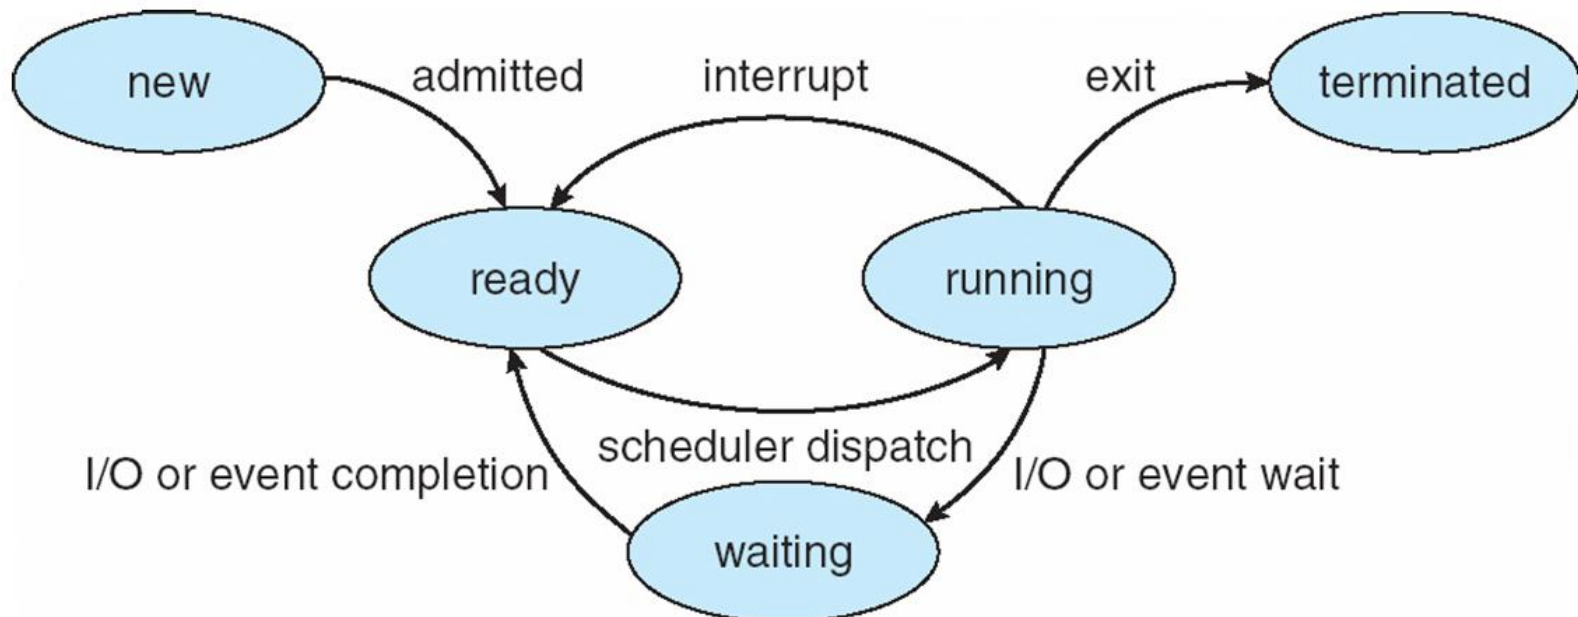 new
admitted
interrupt
exit
terminated
ready
running
scheduler dispatch
I/O or event completion
I/O or event wait
waiting